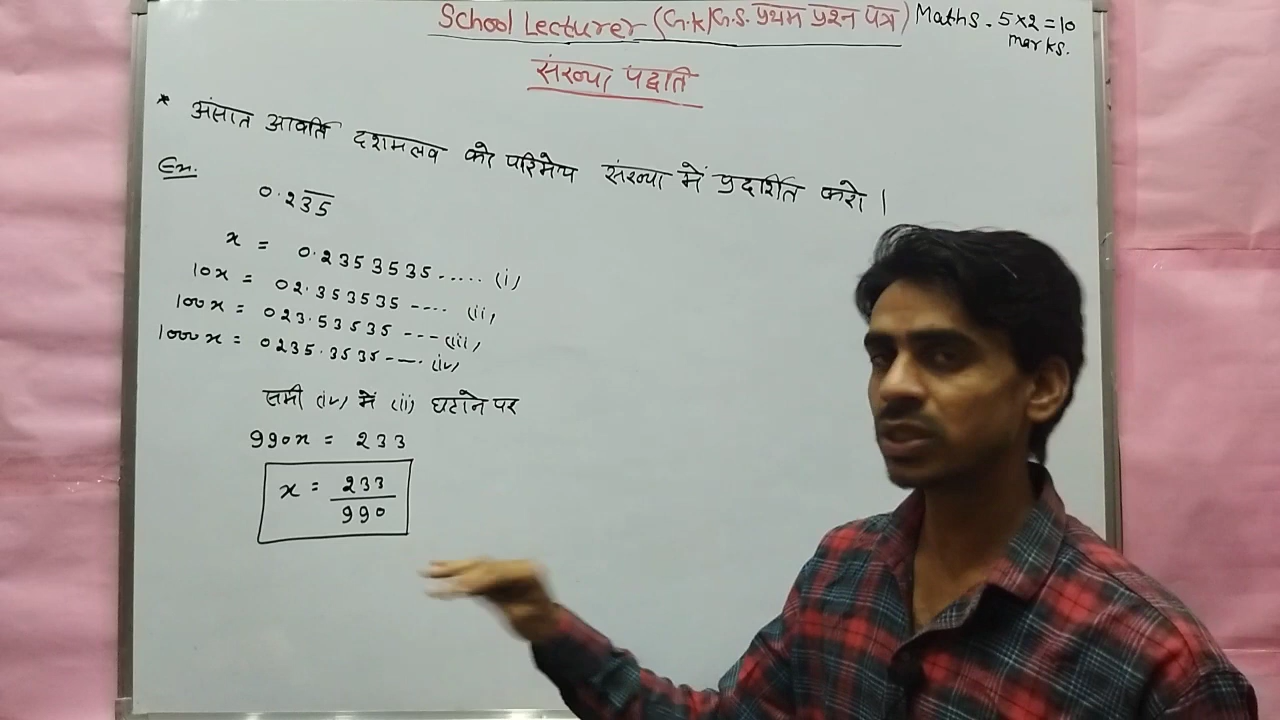 School Lecturer (G.K/G.S. प्रथम प्रश्न पत्र) Maths. 5×2=10 marks.
संख्या पद्धति
* अंसात आवर्ति दशमलव को परिमेय संख्या में प्रदर्शित करो।
Ex.
0.23̅5̅
x = 0.2353535..... (i)
10x = 02.353535 .... (ii)
100x = 023.53535 --- (iii)
1000x = 0235.3535 --... (iv)
समी (iv) में (ii) घटाने पर
990x = 233
x = 233/990